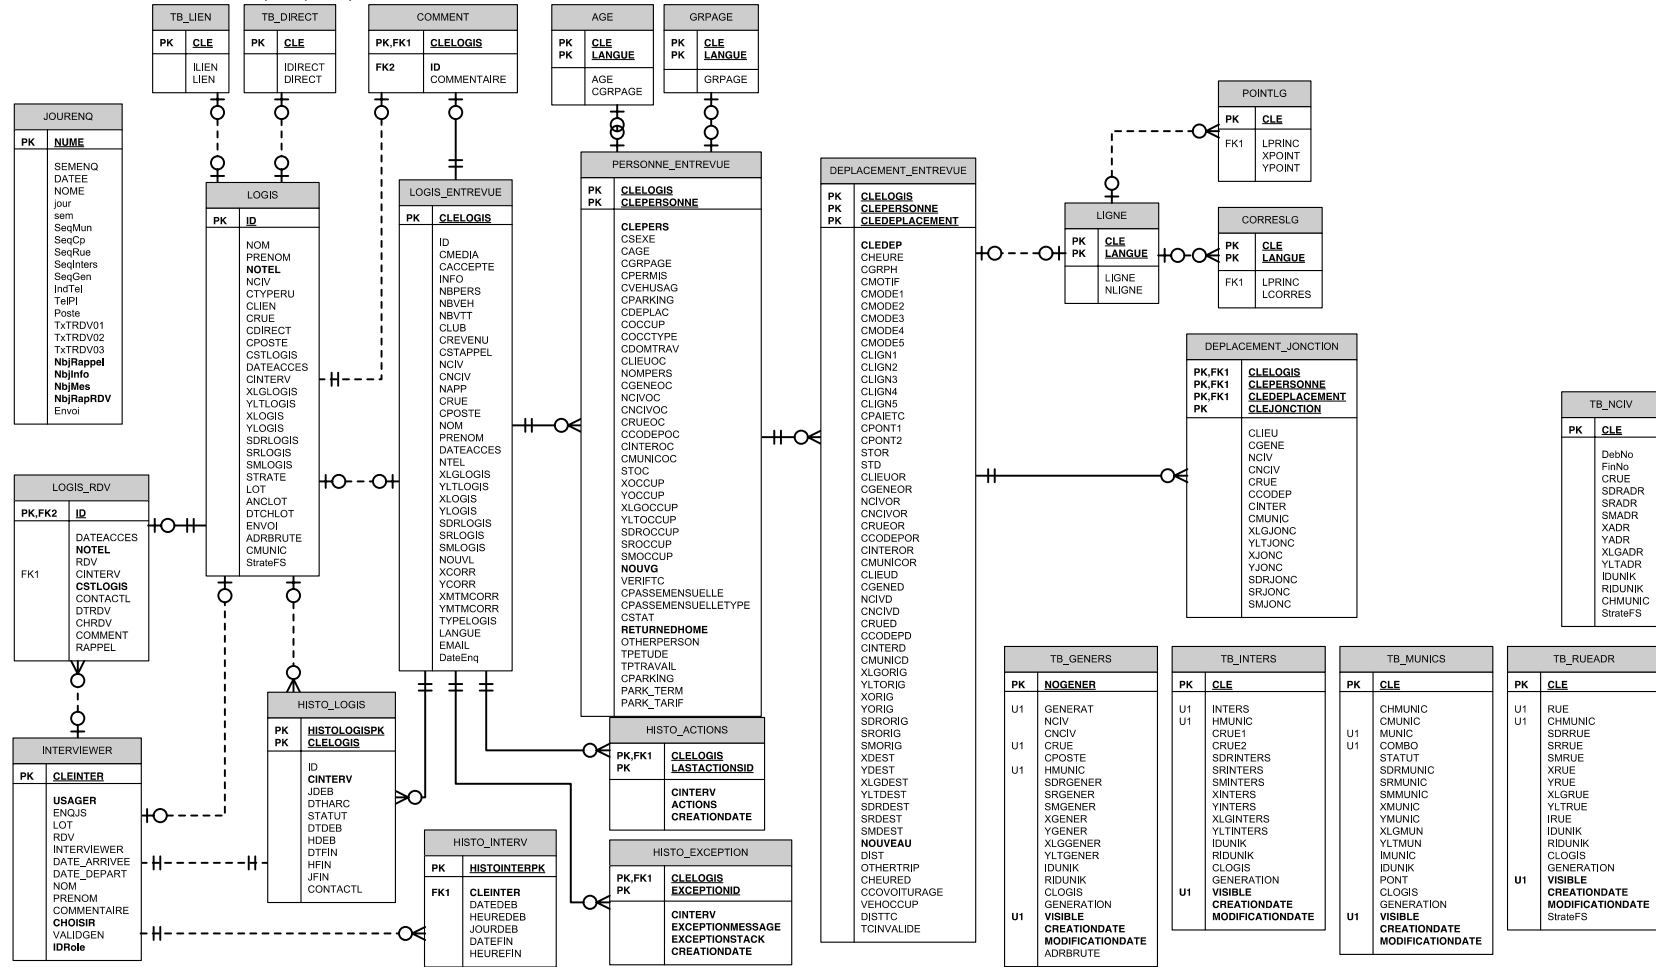 TB_LIEN
PK CLE
ILIEN
LIEN
TB_DIRECT
PK CLE
IDIRECT
DIRECT
COMMENT
PK,FK1 CLELOGIS
FK2 ID
COMMENTAIRE
AGE
PK CLE
PK LANGUE
AGE
CGRPAGE
GRPAGE
PK CLE
PK LANGUE
GRPAGE
JOURENQ
PK NUME
SEMENQ
DATEE
NOME
jour
sem
SeqMun
SeqCp
SeqRue
SeqInters
SeqGen
IndTel
TelPl
Poste
TxTRDV01
TxTRDV02
TxTRDV03
NbjRappel
NbjInfo
NbjMes
NbjRapRDV
Envoi
LOGIS
PK ID
NOM
PRENOM
NOTEL
NCIV
CTYPERU
CLIEN
CRUE
CDIRECT
CPOSTE
CSTLOGIS
DATEACCES
CINTERV
XLGLOGIS
YLTLOGIS
XLOGIS
YLOGIS
SDRLOGIS
SRLOGIS
SMLOGIS
STRATE
LOT
ANCLOT
DTCHLOT
ENVOI
ADRBRUTE
CMUNIC
StrateFS
LOGIS_ENTREVUE
PK CLELOGIS
ID
CMEDIA
CACCEPTE
INFO
NBPERS
NBVEH
NBVTT
CLUB
CREVENU
CSTAPPEL
NCIV
CNCIV
NAPP
CRUE
CPOSTE
NOM
PRENOM
DATEACCES
NTEL
XLGLOGIS
YLTLOGIS
XLOGIS
YLOGIS
SDRLOGIS
SRLOGIS
SMLOGIS
NOUVL
XCORR
YCORR
XMTMCORR
YMTMCORR
TYPELOGIS
LANGUE
EMAIL
DateEnq
PERSONNE_ENTREVUE
PK CLELOGIS
PK CLEPERSONNE
CLEPERS
CSEXE
CAGE
CGRPAGE
CPERMIS
CVEHUSAG
CPARKING
CDEPLAC
COCCUP
COCCTYPE
CDOMTRAV
CLIEUOC
NOMPERS
CGENEOC
NCIVOC
CNCIVOC
CRUEOC
CCODEPOC
CINTEROC
CMUNICOC
STOC
XOCCUP
YOCCUP
XLGOCCUP
YLTOCCUP
SDROCCUP
SROCCUP
SMOCCUP
NOUVG
VERIFTC
CPASSEMENSUELLE
CPASSEMENSUELLETYPE
CSTAT
RETURNEDHOME
OTHERPERSON
TPETUDE
TPTRAVAIL
CPARKING
PARK_TERM
PARK_TARIF
DEPLACEMENT_ENTREVUE
PK CLELOGIS
PK CLEPERSONNE
PK CLEDEPLACEMENT
CLEDEP
CHEURE
CGRPH
CMOTIF
CMODE1
CMODE2
CMODE3
CMODE4
CMODE5
CLIGN1
CLIGN2
CLIGN3
CLIGN4
CLIGN5
CPAIETC
CPONT1
CPONT2
STOR
STD
CLIEUOR
CGENEOR
NCIVOR
CNCIVOR
CRUEOR
CCODEPOR
CINTEROR
CMUNICOR
CLIEUD
CGENED
NCIVD
CNCIVD
CRUED
CCODEPD
CINTERD
CMUNICD
XLGORIG
YLTORIG
XORIG
YORIG
SDRORIG
SRORIG
SMORIG
XDEST
YDEST
XLGDEST
YLTDEST
SDRDEST
SRDEST
SMDEST
NOUVEAU
DIST
OTHERTRIP
CHEURED
CCOVOITURAGE
VEHOCCUP
DISTTC
TCINVALIDE
POINTLG
PK CLE
FK1 LPRINC
XPOINT
YPOINT
LIGNE
PK CLE
PK LANGUE
LIGNE
NLIGNE
CORRESLG
PK CLE
PK LANGUE
FK1 LPRINC
LCORRES
DEPLACEMENT_JONCTION
PK,FK1 CLELOGIS
PK,FK1 CLEPERSONNE
PK,FK1 CLEDEPLACEMENT
PK CLEJONCTION
CLIEU
CGENE
NCIV
CNCIV
CRUE
CCODEP
CINTER
CMUNIC
XLGJONC
YLTJONC
XJONC
YJONC
SDRJONC
SRJONC
SMJONC
TB_NCIV
PK CLE
DebNo
FinNo
CRUE
SDRADR
SRADR
SMADR
XADR
YADR
XLGADR
YLTADR
IDUNIK
RIDUNIK
CHMUNIC
StrateFS
LOGIS_RDV
PK,FK2 ID
DATEACCES
NOTEL
RDV
FK1 CINTERV
CSTLOGIS
CONTACTL
DTRDV
CHRDV
COMMENT
RAPPEL
INTERVIEWER
PK CLEINTER
USAGER
ENQJS
LOT
RDV
INTERVIEWER
DATE_ARRIVEE
DATE_DEPART
NOM
PRENOM
COMMENTAIRE
CHOISIR
VALIDGEN
IDRole
HISTO_LOGIS
PK HISTOLOGISPK
PK CLELOGIS
ID
CINTERV
JDEB
DTHARC
STATUT
DTDEB
HDEB
DTFIN
HFIN
JFIN
CONTACTL
HISTO_INTERV
PK HISTOINTERPK
FK1 CLEINTER
DATEDEB
HEUREDEB
JOURDEB
DATEFIN
HEUREFIN
HISTO_ACTIONS
PK,FK1 CLELOGIS
PK LASTACTIONSID
CINTERV
ACTIONS
CREATIONDATE
HISTO_EXCEPTION
PK,FK1 CLELOGIS
PK EXCEPTIONID
CINTERV
EXCEPTIONMESSAGE
EXCEPTIONSTACK
CREATIONDATE
TB_GENERS
PK NOGENER
U1 GENERAT
NCIV
CNCIV
U1 CRUE
CPOSTE
U1 HMUNIC
SDRGENER
SRGENER
SMGENER
XGENER
YGENER
XLGGENER
YLTGENER
IDUNIK
RIDUNIK
CLOGIS
GENERATION
U1 VISIBLE
CREATIONDATE
MODIFICATIONDATE
ADRBRUTE
TB_INTERS
PK CLE
U1 INTERS
U1 HMUNIC
CRUE1
CRUE2
SDRINTERS
SRINTERS
SMINTERS
XINTERS
YINTERS
XLGINTERS
YLTINTERS
IDUNIK
RIDUNIK
CLOGIS
GENERATION
U1 VISIBLE
CREATIONDATE
MODIFICATIONDATE
TB_MUNICS
PK CLE
CHMUNIC
CMUNIC
U1 MUNIC
U1 COMBO
STATUT
SDRMUNIC
SRMUNIC
SMMUNIC
XMUNIC
YMUNIC
XLGMUN
YLTMUN
IMUNIC
IDUNIK
PONT
CLOGIS
GENERATION
U1 VISIBLE
CREATIONDATE
MODIFICATIONDATE
TB_RUEADR
PK CLE
U1 RUE
U1 CHMUNIC
SDRRUE
SRRUE
SMRUE
XRUE
YRUE
XLGRUE
YLTRUE
IRUE
IDUNIK
RIDUNIK
CLOGIS
GENERATION
U1 VISIBLE
CREATIONDATE
MODIFICATIONDATE
StrateFS